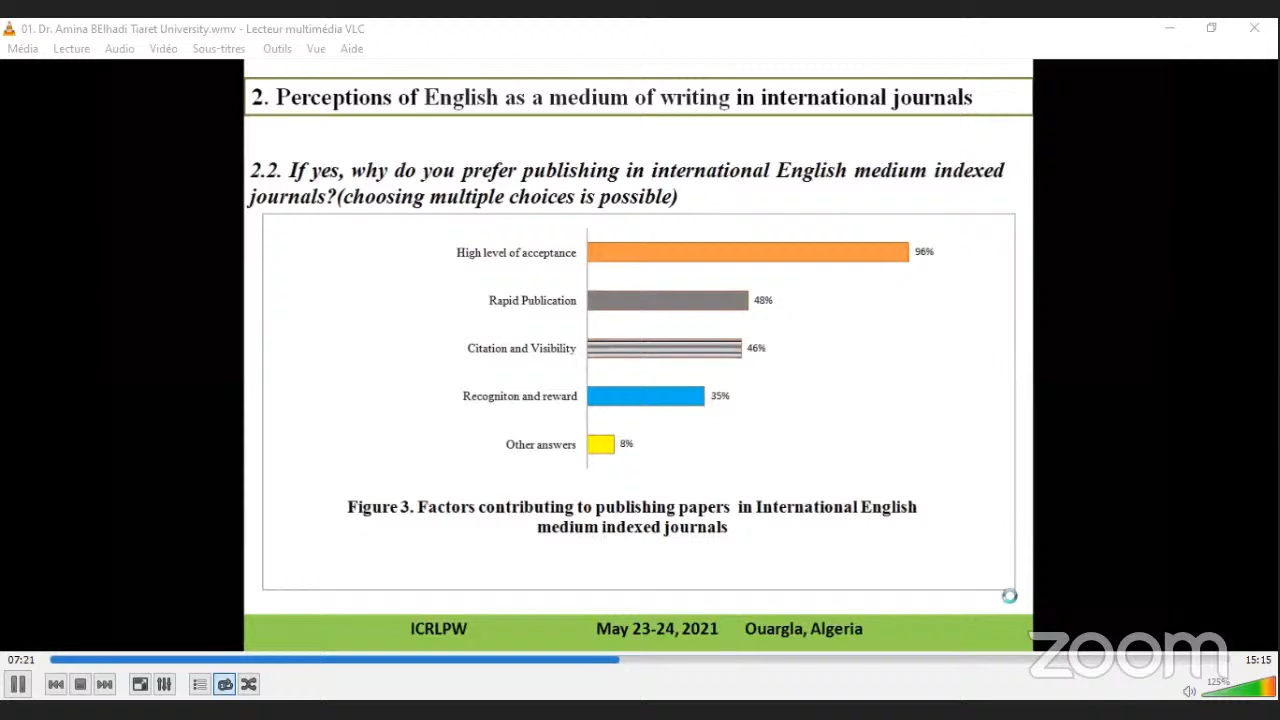 01. Dr. Amina BElhadi Tiaret University.wmv - Lecteur multimédia VLC
Média Lecture Audio Vidéo Sous-titres Outils Vue Aide
2. Perceptions of English as a medium of writing in international journals
2.2. If yes, why do you prefer publishing in international English medium indexed
journals?(choosing multiple choices is possible)
High level of acceptance 96%
Rapid Publication 48%
Citation and Visibility 46%
Recogniton and reward 35%
Other answers 8%
Figure 3. Factors contributing to publishing papers in International English
medium indexed journals
ICRLPW May 23-24, 2021 Ouargla, Algeria
zoom
07:21 15:15
125%